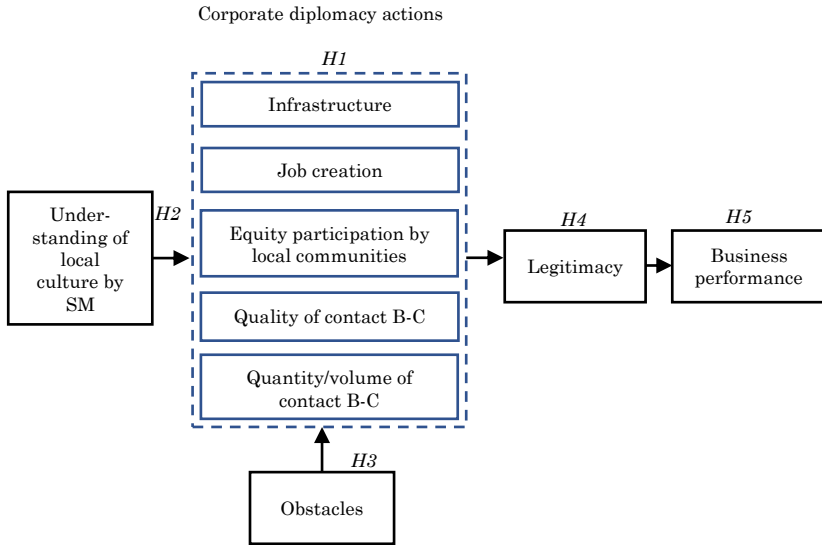 Corporate diplomacy actions
H1
Infrastructure
Job creation
H2
Under-
standing of
local
culture by
SM
Equity participation by
local communities
Quality of contact B-C
Quantity/volume of
contact B-C
H3
Obstacles
H4
Legitimacy
H5
Business
performance